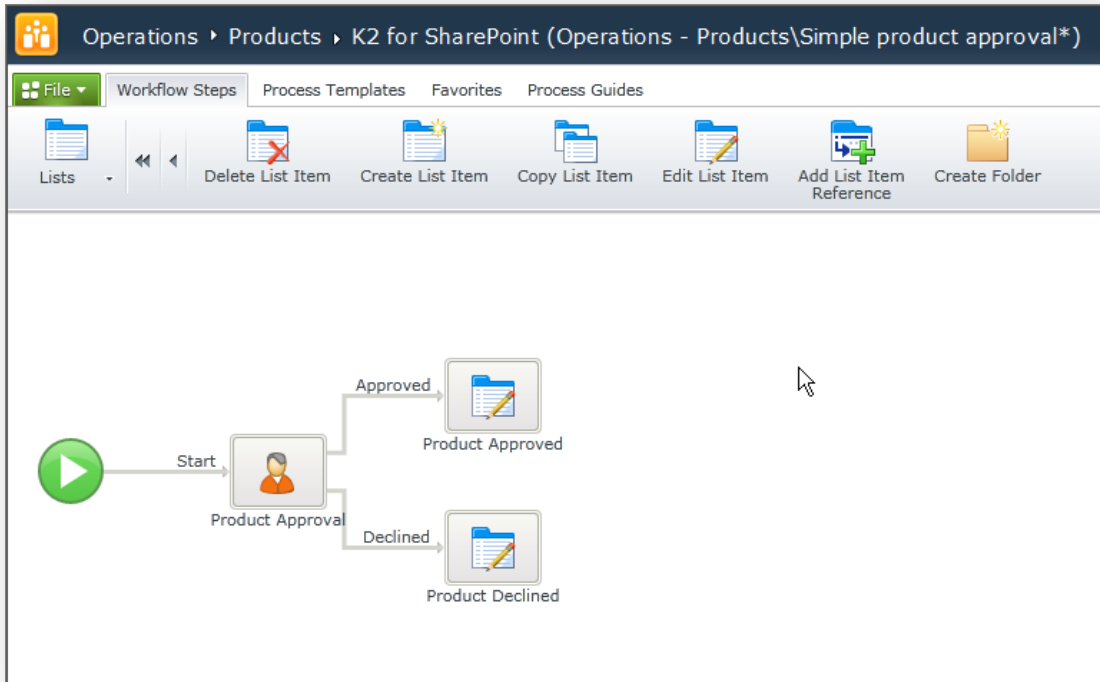 Operations ‣ Products ‣ K2 for SharePoint (Operations - Products\Simple product approval*)
File Workflow Steps Process Templates Favorites Process Guides
Lists Delete List Item Create List Item Copy List Item Edit List Item Add List Item Create Folder
Reference
Approved
Product Approved
Start
Product Approval
Declined
Product Declined